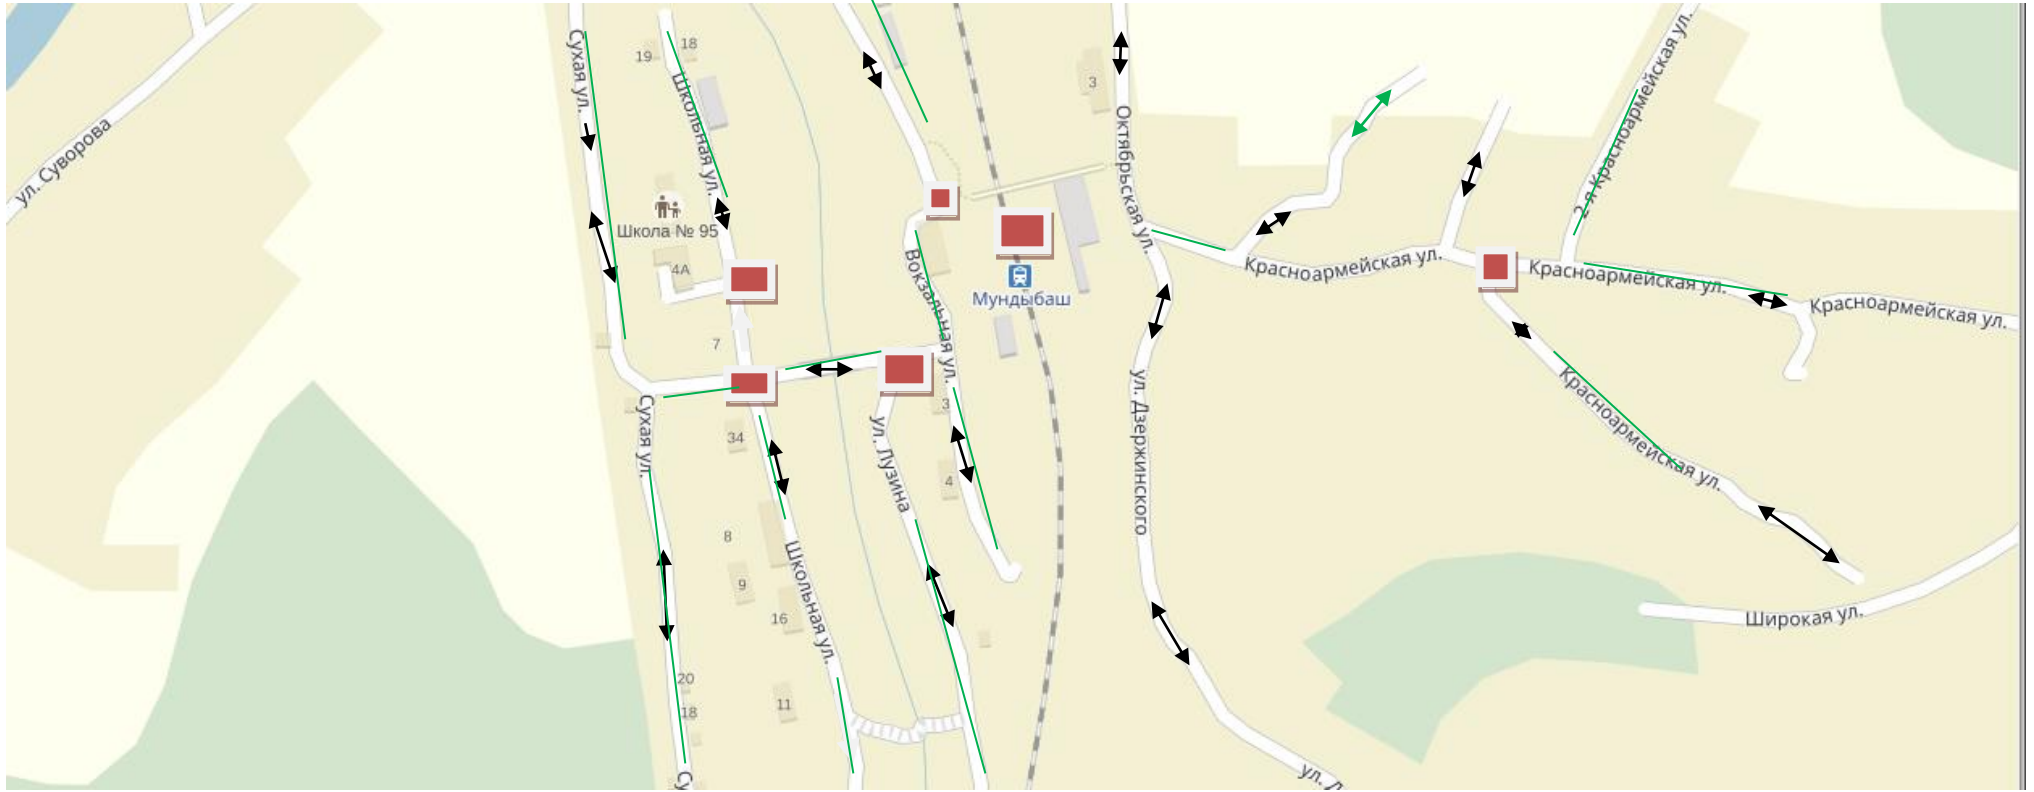 Сухая ул.
18
19
Школьная ул.
3
Октябрьская ул.
2-я Красноармейская ул.
ул. Суворова
Школа № 95
4А
Вокзальная ул.
Мундыбаш
Красноармейская ул.
Красноармейская ул.
Красноармейская ул.
7
ул. Дзержинского
Красноармейская ул.
Сухая ул.
3
34
ул. Лузина
4
8
Школьная ул.
9
16
Широкая ул.
20
18
11
Су
ул. Д